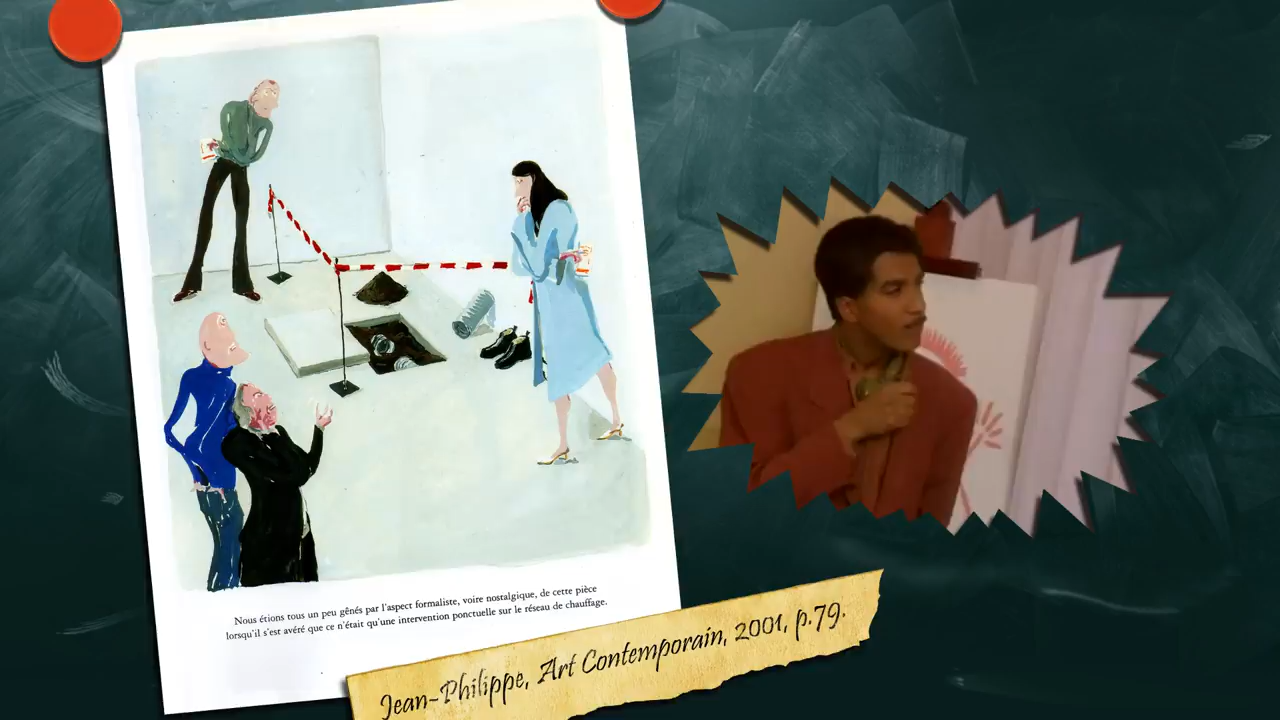 Nous étions tous un peu gênés par l'aspect formaliste, voire nostalgique, de cette pièce
lorsqu'il s'est avéré que ce n'était qu'une intervention ponctuelle sur le réseau de chauffage.
Jean-Philippe, Art Contemporain, 2001, p.79.